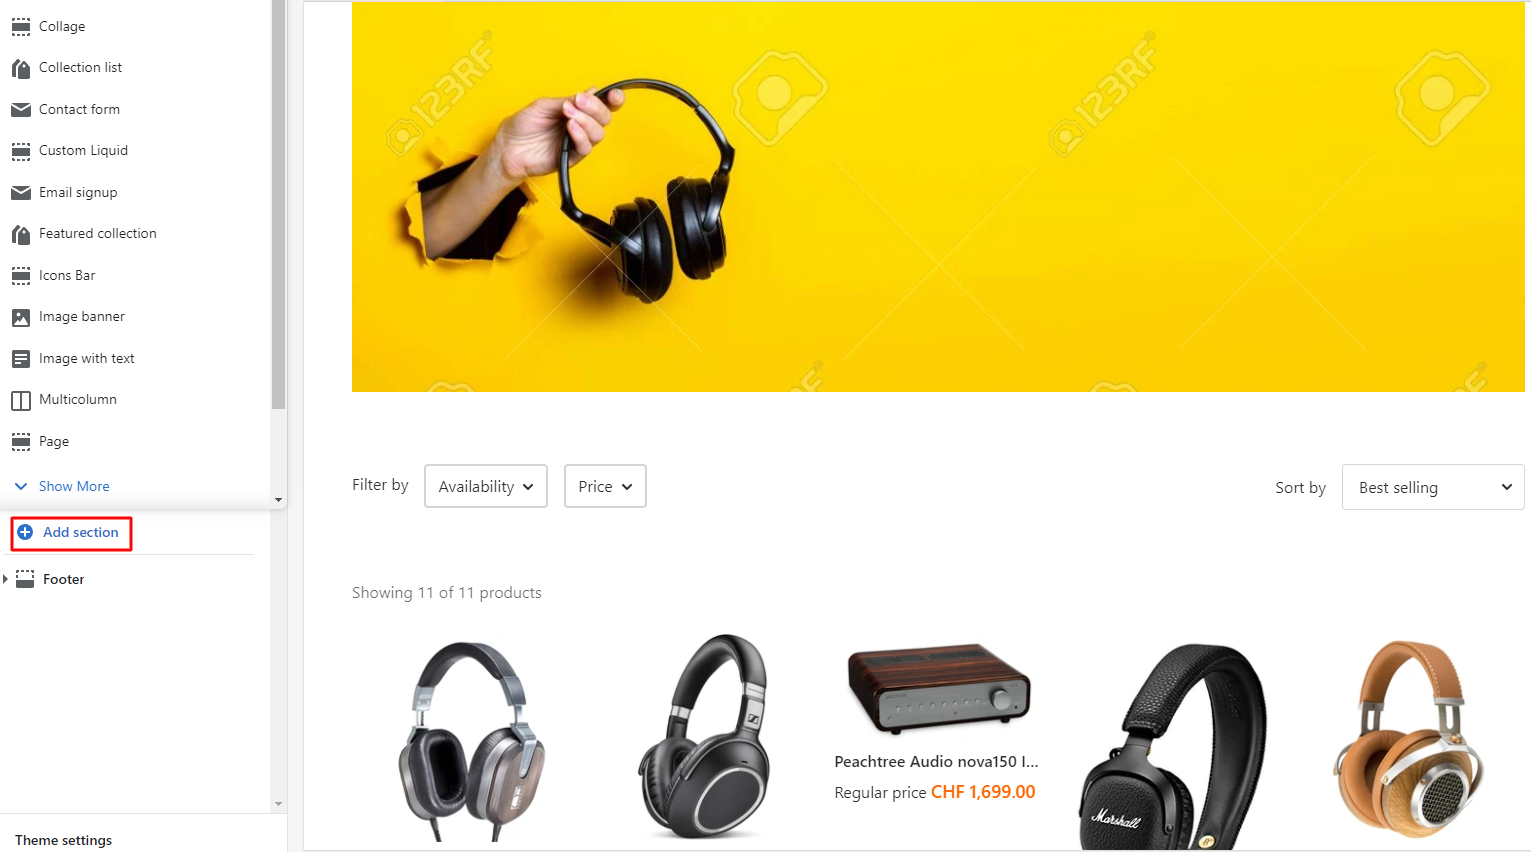 Collage
Collection list
Contact form
Custom Liquid
Email signup
Featured collection
Icons Bar
Image banner
Image with text
Multicolumn
Page
Show More
Add section
Footer
Theme settings
123RF
123RF
Filter by
Availability
Price
Sort by
Best selling
Showing 11 of 11 products
Peachtree Audio nova150 I...
Regular price CHF 1,699.00
Marshall